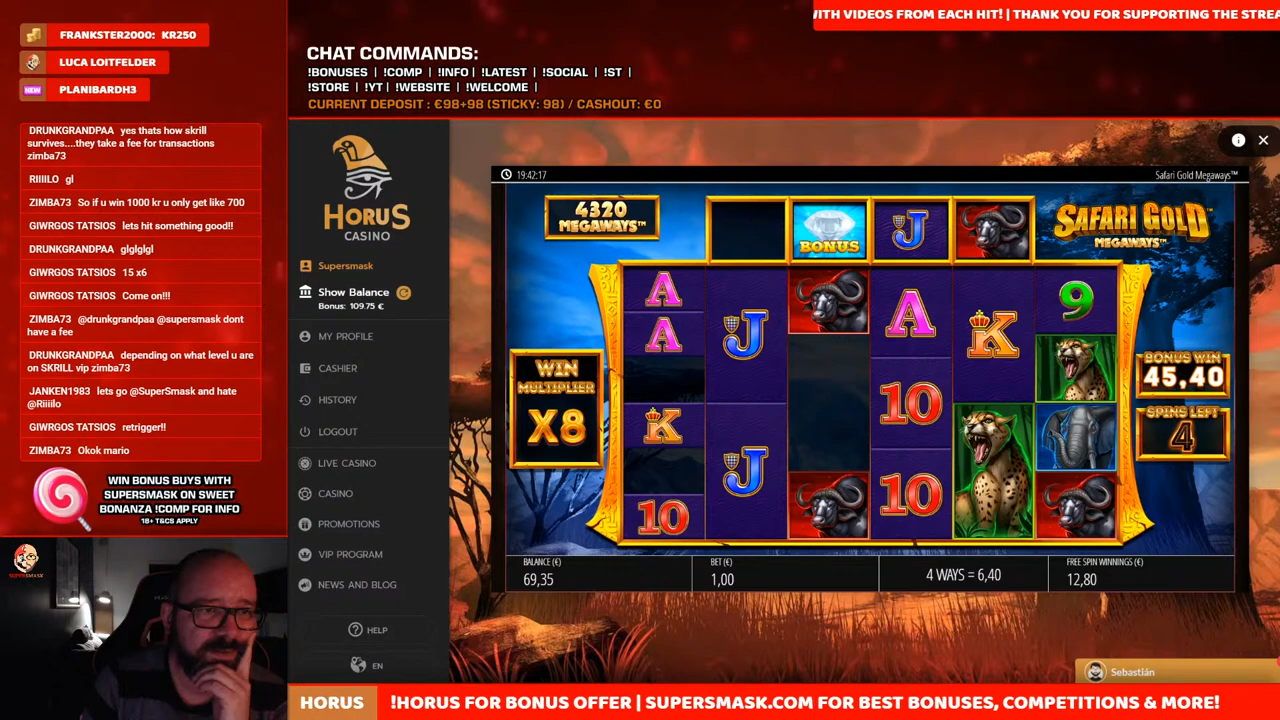 FRANKSTER2000: KR250
LUCA LOITFELDER
NEW PLANIBARDH3
WITH VIDEOS FROM EACH HIT! | THANK YOU FOR SUPPORTING THE STREA
CHAT COMMANDS:
!BONUSES | !COMP | !INFO | !LATEST | !SOCIAL | !ST |
!STORE | !YT | !WEBSITE | !WELCOME |
CURRENT DEPOSIT : €98+98 (STICKY: 98) / CASHOUT: €0
DRUNKGRANDPAA yes thats how skrill
survives....they take a fee for transactions
zimba73
RIIIILO gl
ZIMBA73 So if u win 1000 kr u only get like 700
GIWRGOS TATSIOS lets hit something good!!
DRUNKGRANDPAA glglglgl
GIWRGOS TATSIOS 15 x6
GIWRGOS TATSIOS Come on!!!
ZIMBA73 @drunkgrandpaa @supersmask dont
have a fee
DRUNKGRANDPAA depending on what level u are
on SKRILL vip zimba73
JANKEN1983 lets go @SuperSmask and hate
@Riiiilo
GIWRGOS TATSIOS retrigger!!
ZIMBA73 Okok mario
WIN BONUS BUYS WITH
SUPERSMASK ON SWEET
BONANZA !COMP FOR INFO
18+ T&CS APPLY
SUPERSMASK
HORUS
CASINO
Supersmask
Show Balance
Bonus: 109.75 €
MY PROFILE
CASHIER
HISTORY
LOGOUT
LIVE CASINO
CASINO
PROMOTIONS
VIP PROGRAM
NEWS AND BLOG
HELP
EN
19:42:17
Safari Gold Megaways™
4320
MEGAWAYS™
BONUS
J
SAFARI GOLD
MEGAWAYS™
A
A
K
10
J
J
A
10
10
K
9
WIN
MULTIPLIER
X8
BONUS WIN
45,40
SPINS LEFT
4
BALANCE (€)
69,35
BET (€)
1,00
4 WAYS = 6,40
FREE SPIN WINNINGS (€)
12,80
Sebastián
HORUS
!HORUS FOR BONUS OFFER | SUPERSMASK.COM FOR BEST BONUSES, COMPETITIONS & MORE!